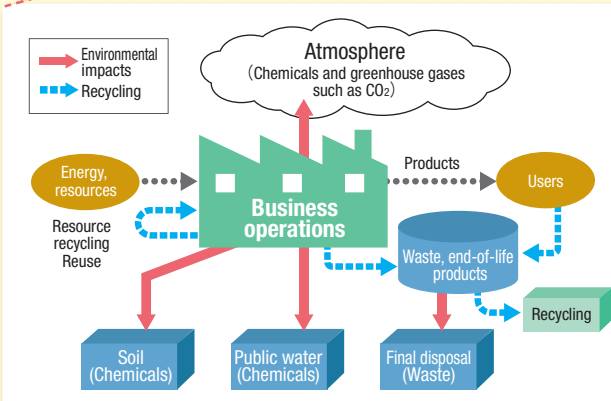 Environmental
impacts
Recycling
Atmosphere
(Chemicals and greenhouse gases
such as CO₂)
Energy,
resources
Products
Users
Business
operations
Resource
recycling
Reuse
Waste, end-of-life
products
Recycling
Soil
(Chemicals)
Public water
(Chemicals)
Final disposal
(Waste)